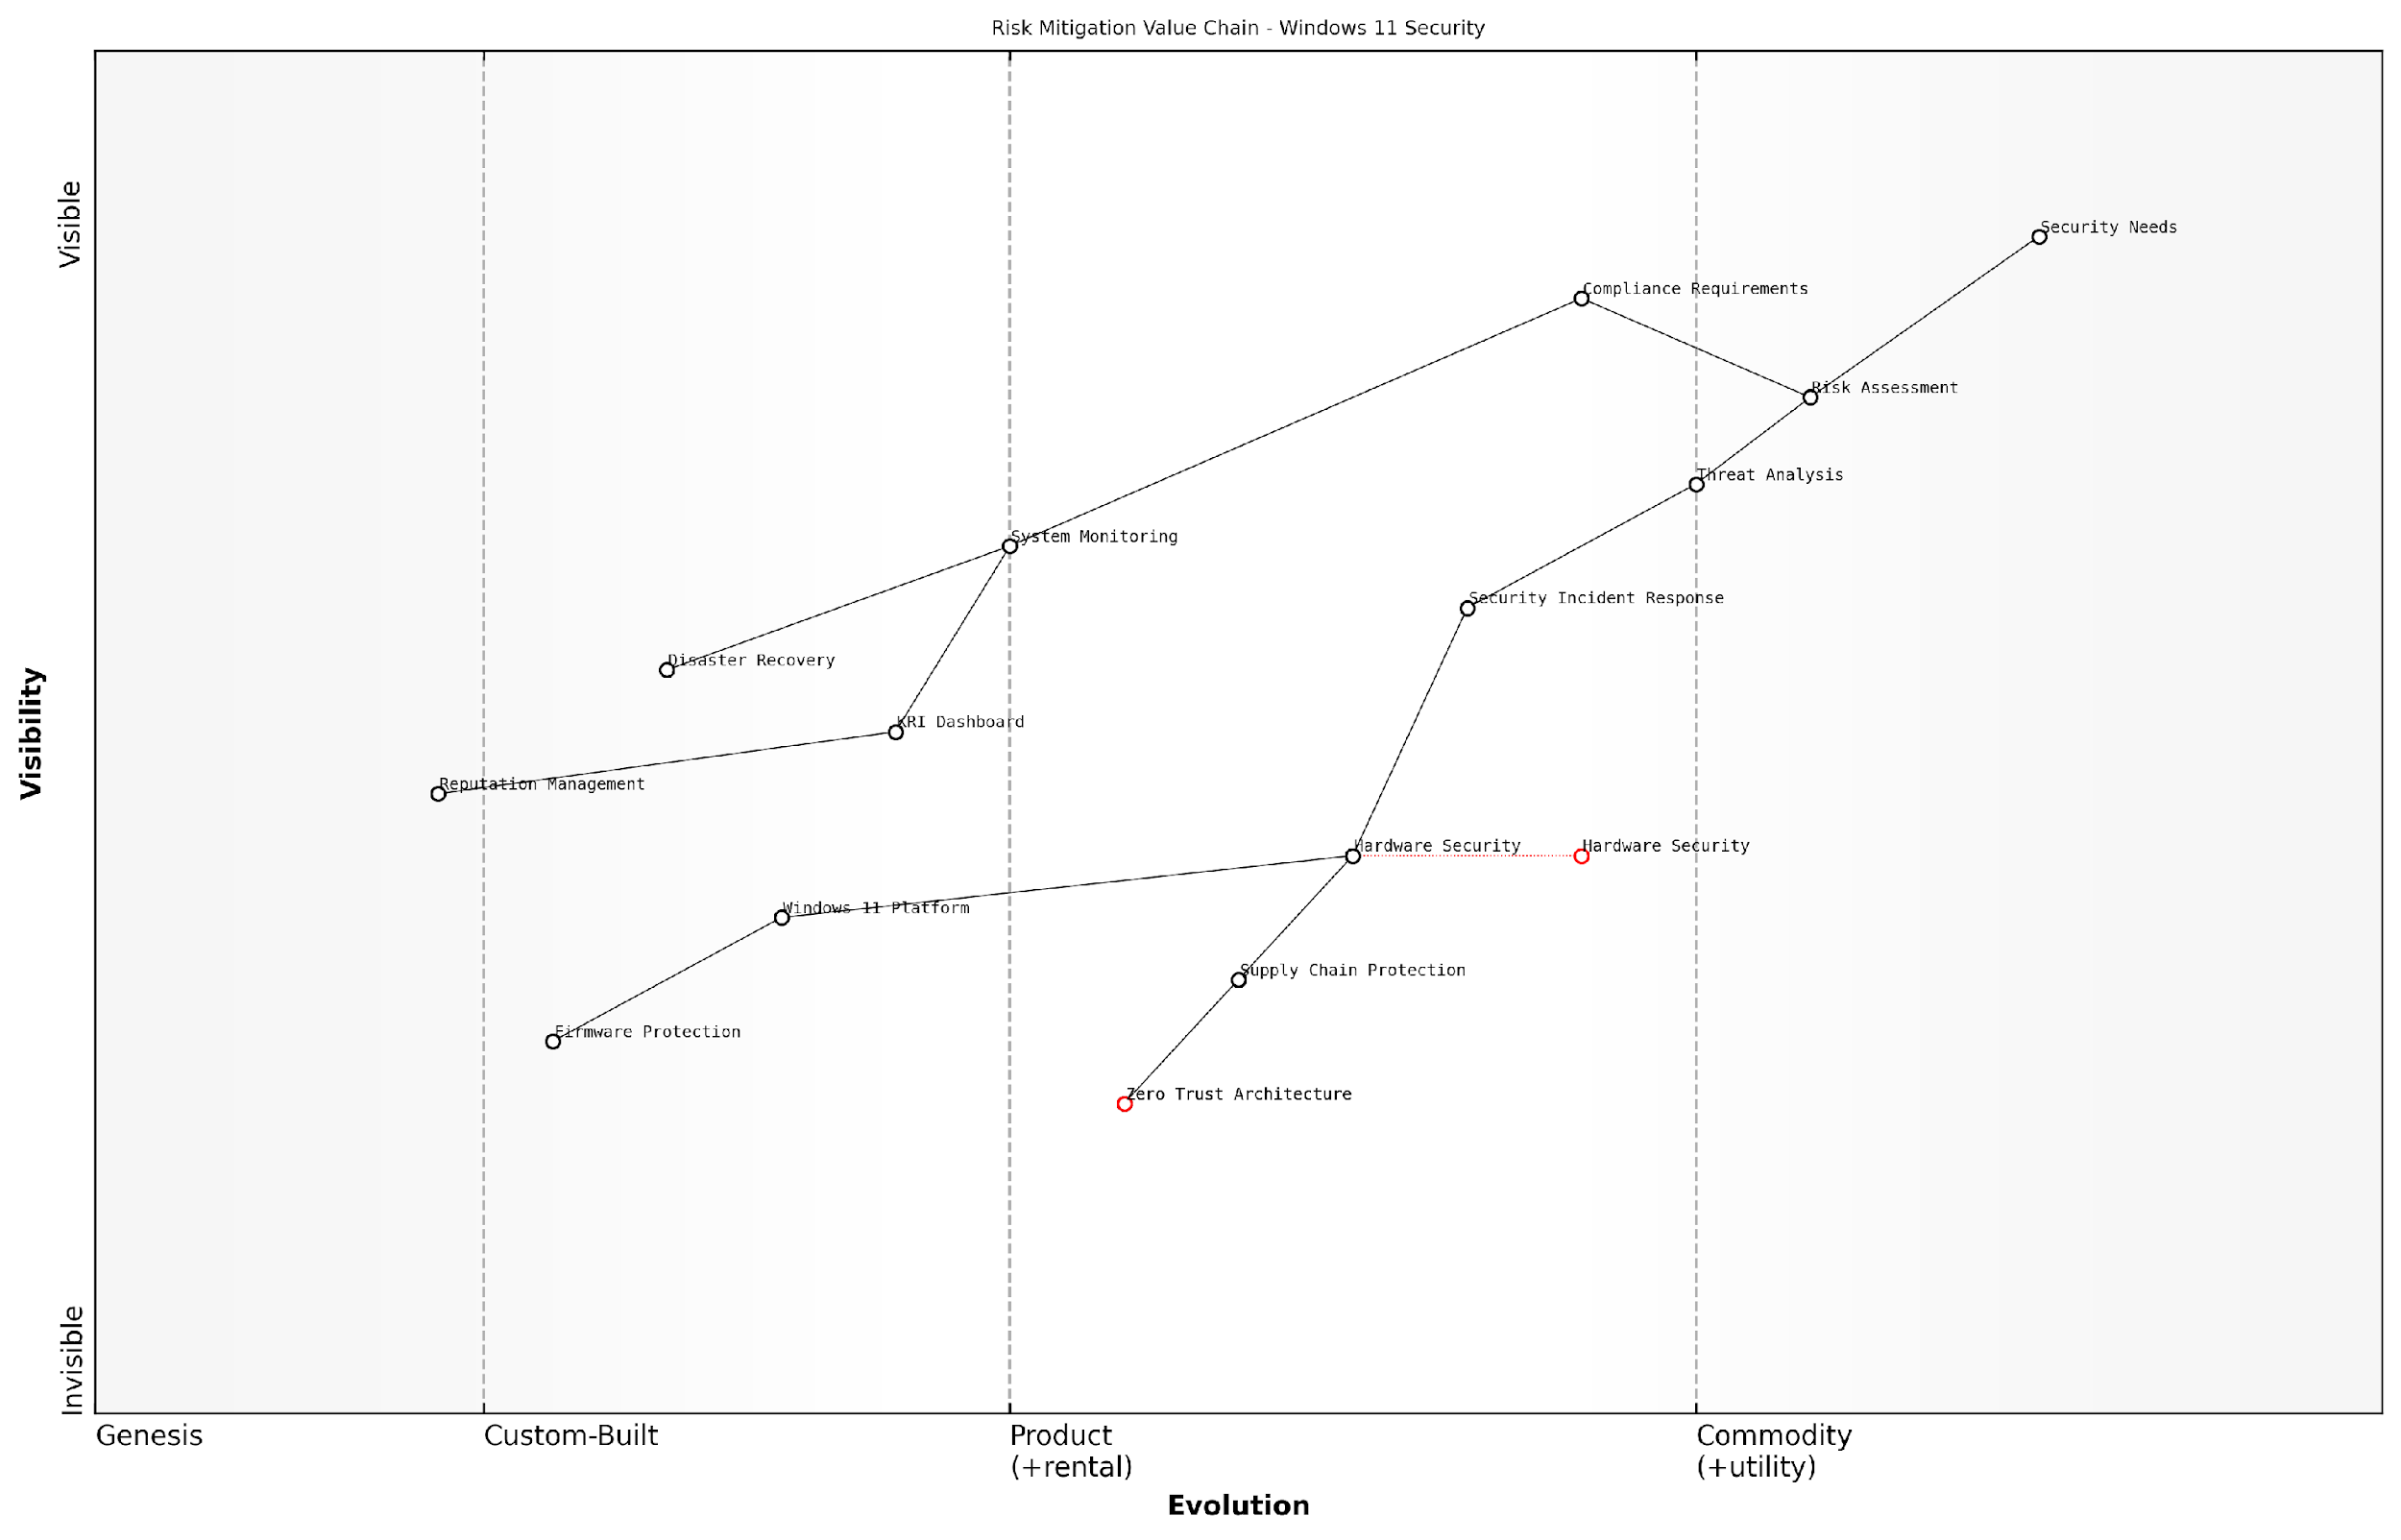 Risk Mitigation Value Chain - Windows 11 Security
Visible
Security Needs
Compliance Requirements
Risk Assessment
Threat Analysis
System Monitoring
Security Incident Response
Disaster Recovery
KRI Dashboard
Visibility
Reputation Management
Hardware Security
Hardware Security
Windows 11 Platform
Supply Chain Protection
Firmware Protection
Zero Trust Architecture
Invisible
Genesis
Custom-Built
Product
(+rental)
Commodity
(+utility)
Evolution